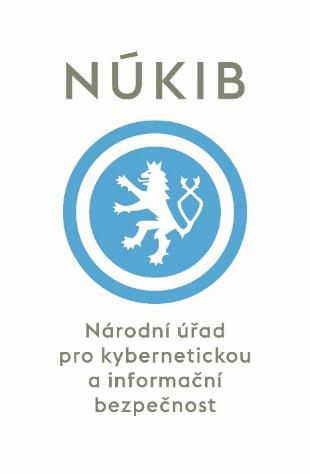 NÚKIB
Národní úřad
pro kybernetickou
a informační
bezpečnost